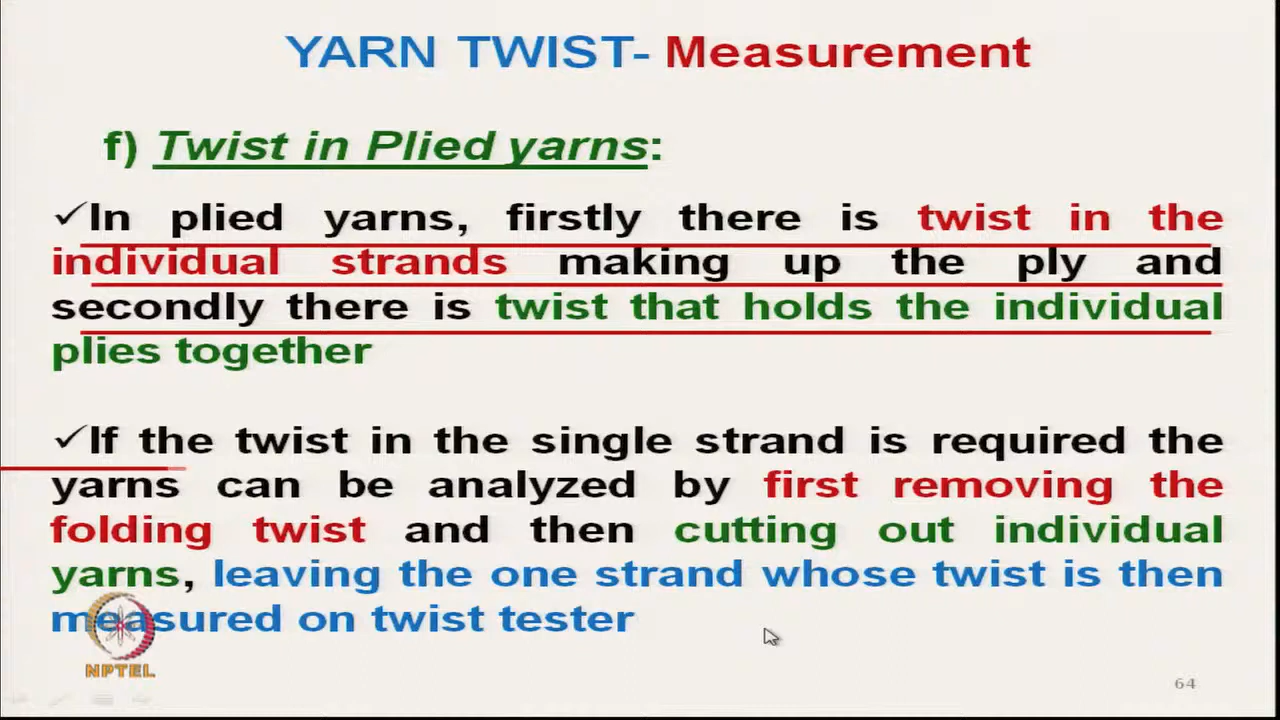 YARN TWIST- Measurement
f) Twist in Plied yarns:
✓In plied yarns, firstly there is twist in the
individual strands making up the ply and
secondly there is twist that holds the individual
plies together
✓If the twist in the single strand is required the
yarns can be analyzed by first removing the
folding twist and then cutting out individual
yarns, leaving the one strand whose twist is then
measured on twist tester
NPTEL
64